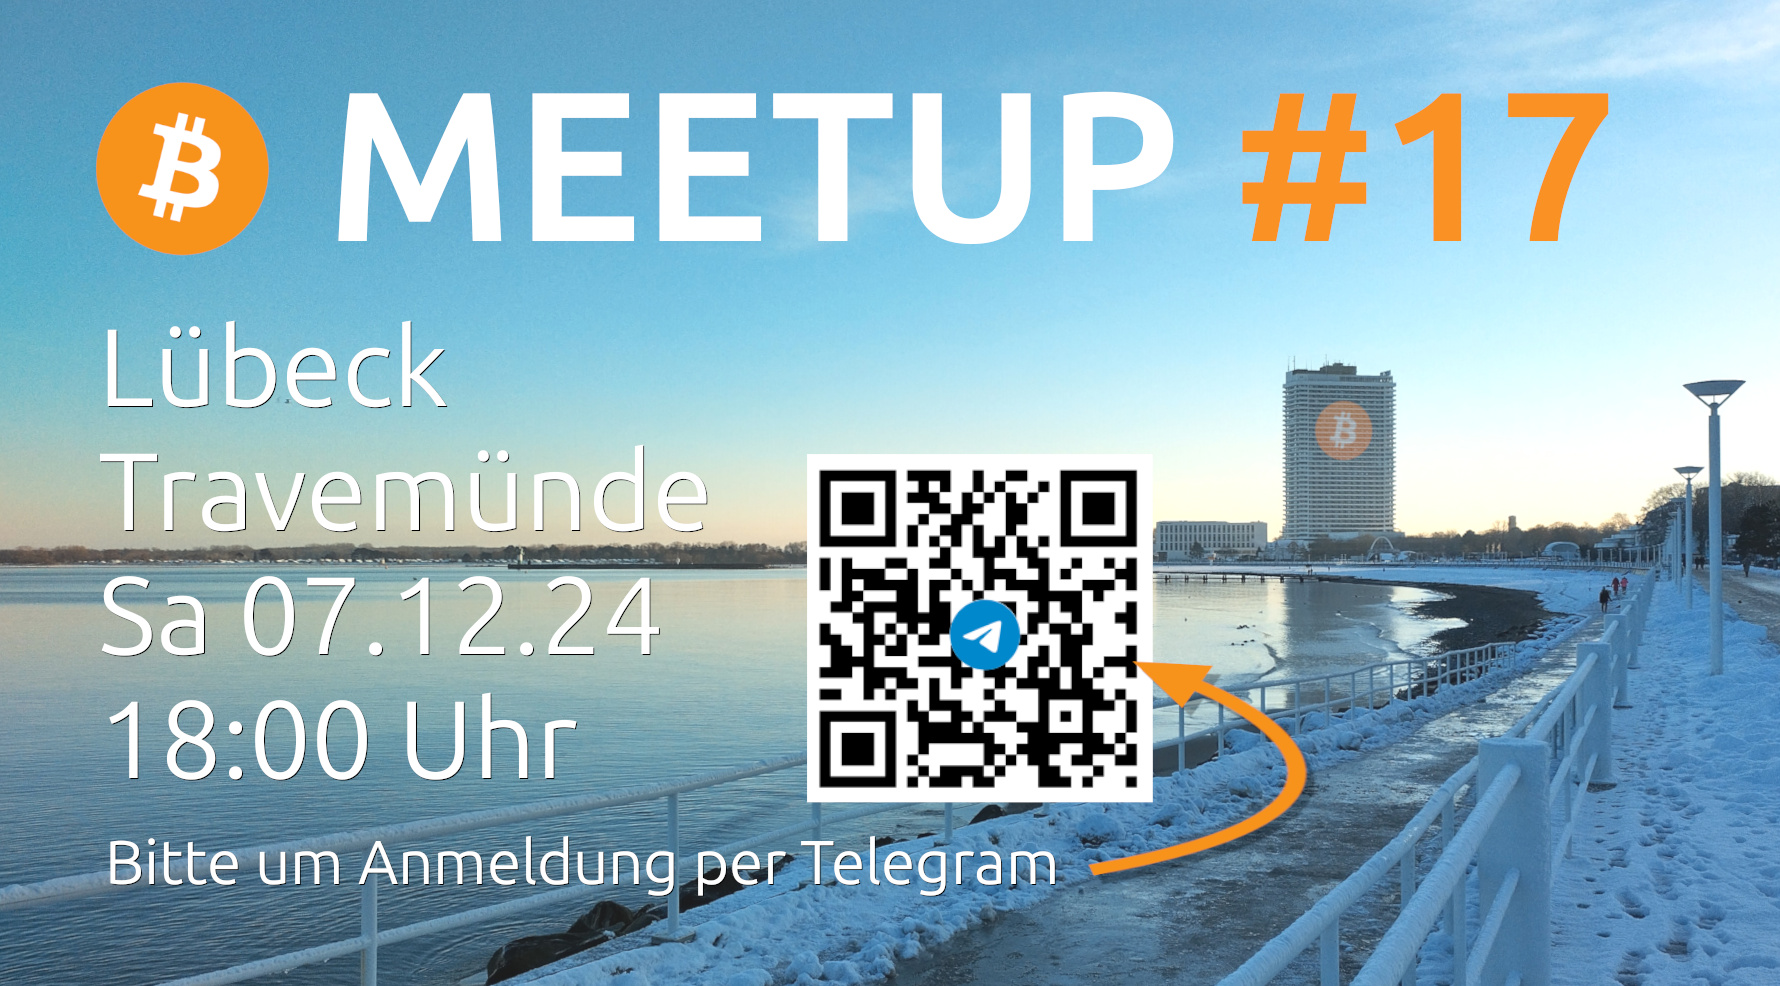 MEETUP #17
Lübeck
Travemünde
Sa 07.12.24
18:00 Uhr
Bitte um Anmeldung per Telegram